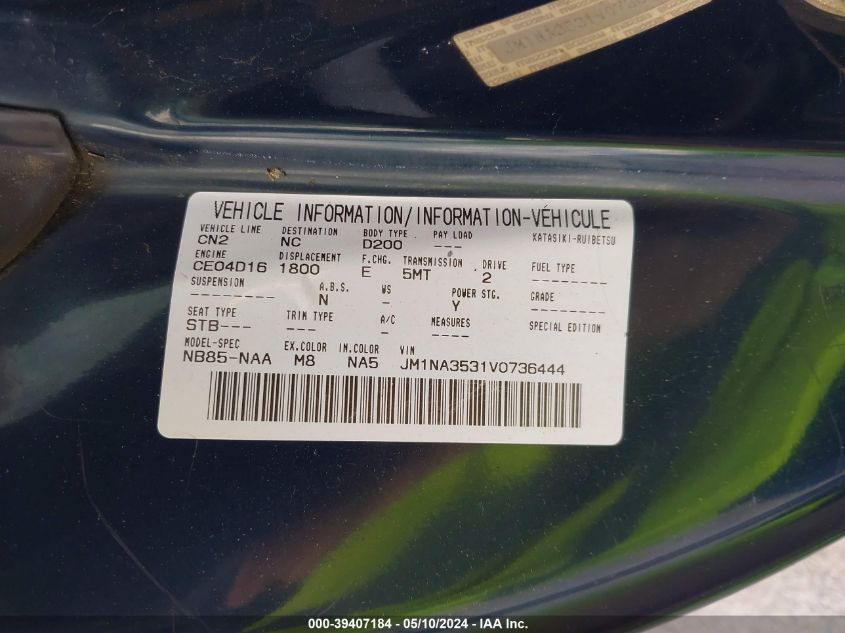 VEHICLE INFORMATION/INFORMATION-VÉHICULE
VEHICLE LINE DESTINATION BODY TYPE PAY LOAD KATASIKI-RUIBETSU
CN2 NC D200 ---
ENGINE DISPLACEMENT F.CHG. TRANSMISSION DRIVE FUEL TYPE
CE04D16 1800 E 5MT 2 ---------
SUSPENSION A.B.S. WS POWER STG. GRADE
--------- N - Y ---------
SEAT TYPE TRIM TYPE A/C MEASURES SPECIAL EDITION
STB--- --- - --
MODEL-SPEC EX.COLOR IN.COLOR VIN
NB85-NAA M8 NA5 JM1NA3531V0736444
000-39407184 - 05/10/2024 - IAA Inc.